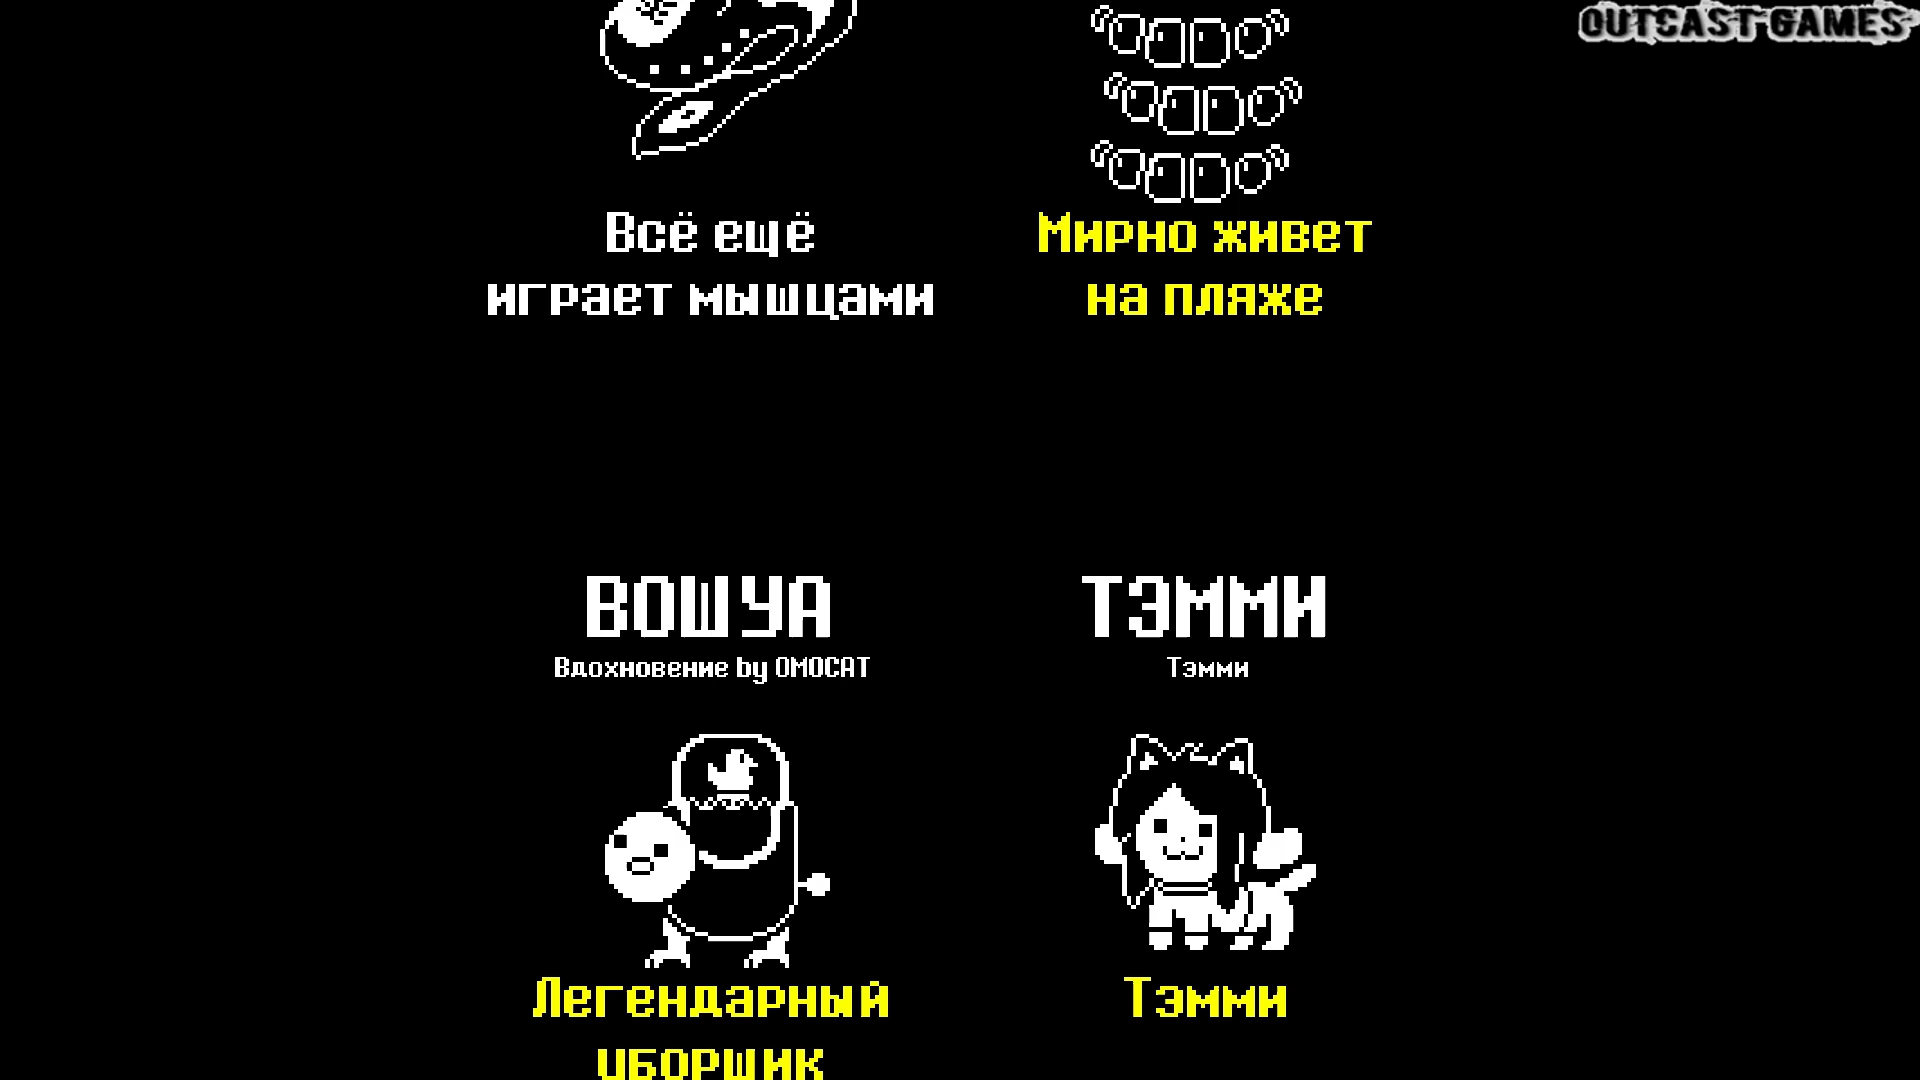 OUTCAST GAMES
Всё ещё
играет мышцами
Мирно живет
на пляже
ВОШУА
Вдохновение by OMOCAT
ТЭММИ
Тэмми
Легендарный
уборщик
Тэмми